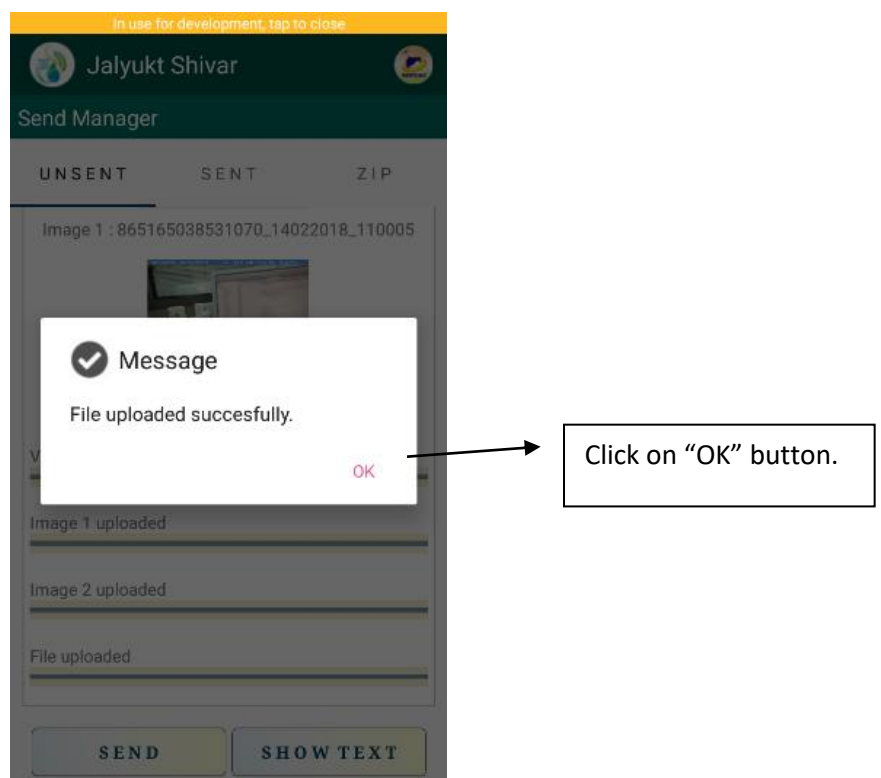 In use for development, tap to close
Jalyukt Shivar
Send Manager
UNSENT SENT ZIP
Image 1 : 865165038531070_14022018_110005
Message
File uploaded succesfully.
OK
Click on “OK” button.
V
Image 1 uploaded
Image 2 uploaded
File uploaded
SEND SHOW TEXT